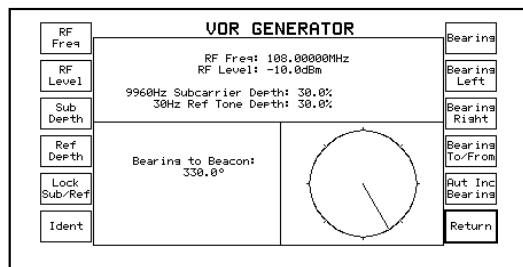 VOR GENERATOR
RF
Freq
RF
Level
Sub
Depth
Ref
Depth
Lock
Sub/Ref
Ident
RF Freq: 108.00000MHz
RF Level: -10.0dBm
9960Hz Subcarrier Depth: 30.0%
30Hz Ref Tone Depth: 30.0%
Bearing to Beacon:
330.0°
Bearing
Bearing
Left
Bearing
Right
Bearing
To/From
Aut Inc
Bearing
Return